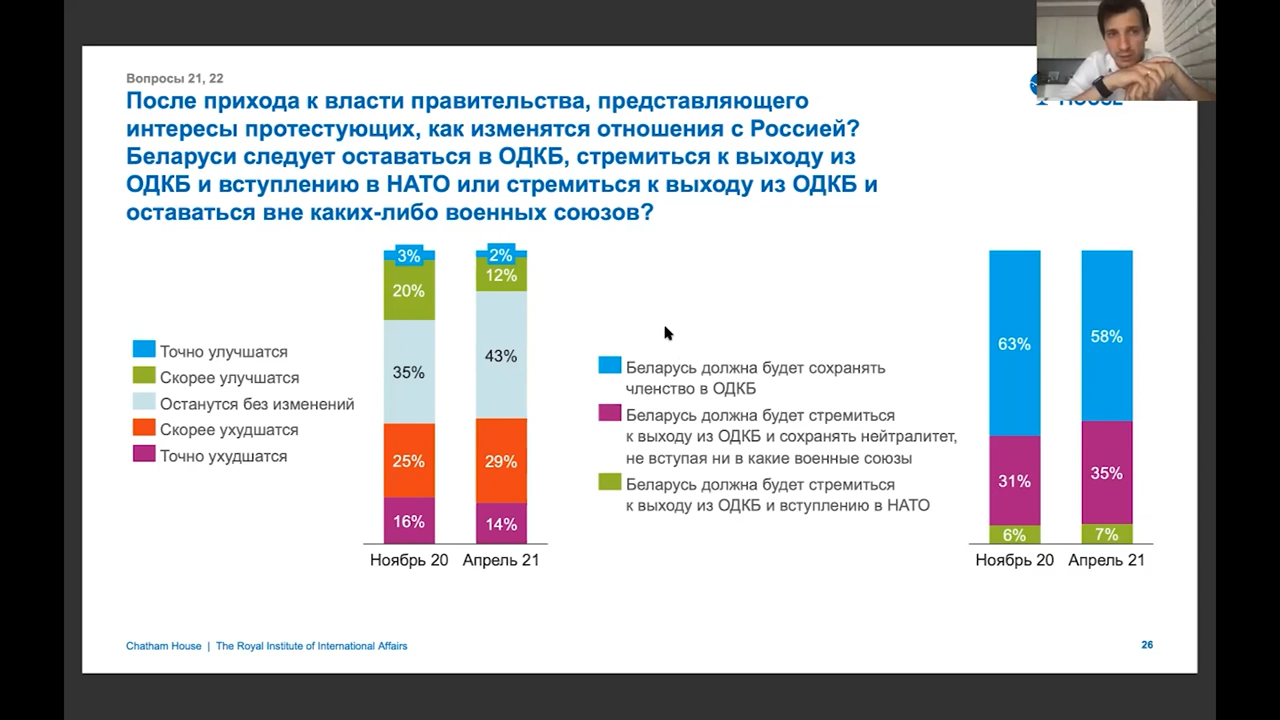 Вопросы 21, 22
После прихода к власти правительства, представляющего
интересы протестующих, как изменятся отношения с Россией?
Беларуси следует оставаться в ОДКБ, стремиться к выходу из
ОДКБ и вступлению в НАТО или стремиться к выходу из ОДКБ и
оставаться вне каких-либо военных союзов?
Точно улучшатся
Скорее улучшатся
Останутся без изменений
Скорее ухудшатся
Точно ухудшатся
3%
20%
35%
25%
16%
Ноябрь 20
2%
12%
43%
29%
14%
Апрель 21
Беларусь должна будет сохранять
членство в ОДКБ
Беларусь должна будет стремиться
к выходу из ОДКБ и сохранять нейтралитет,
не вступая ни в какие военные союзы
Беларусь должна будет стремиться
к выходу из ОДКБ и вступлению в НАТО
63%
31%
6%
Ноябрь 20
58%
35%
7%
Апрель 21
Chatham House | The Royal Institute of International Affairs
26